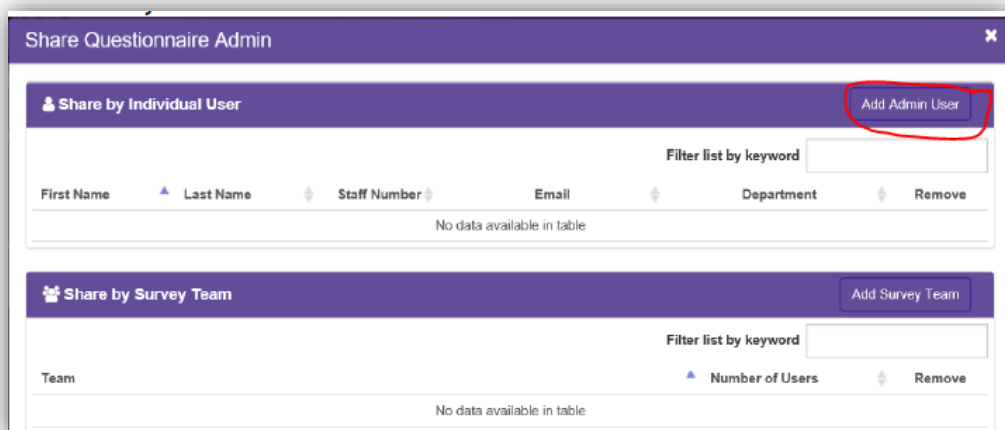 Share Questionnaire Admin
Share by Individual User Add Admin User
Filter list by keyword
First Name Last Name Staff Number Email Department Remove
No data available in table
Share by Survey Team Add Survey Team
Filter list by keyword
Team Number of Users Remove
No data available in table